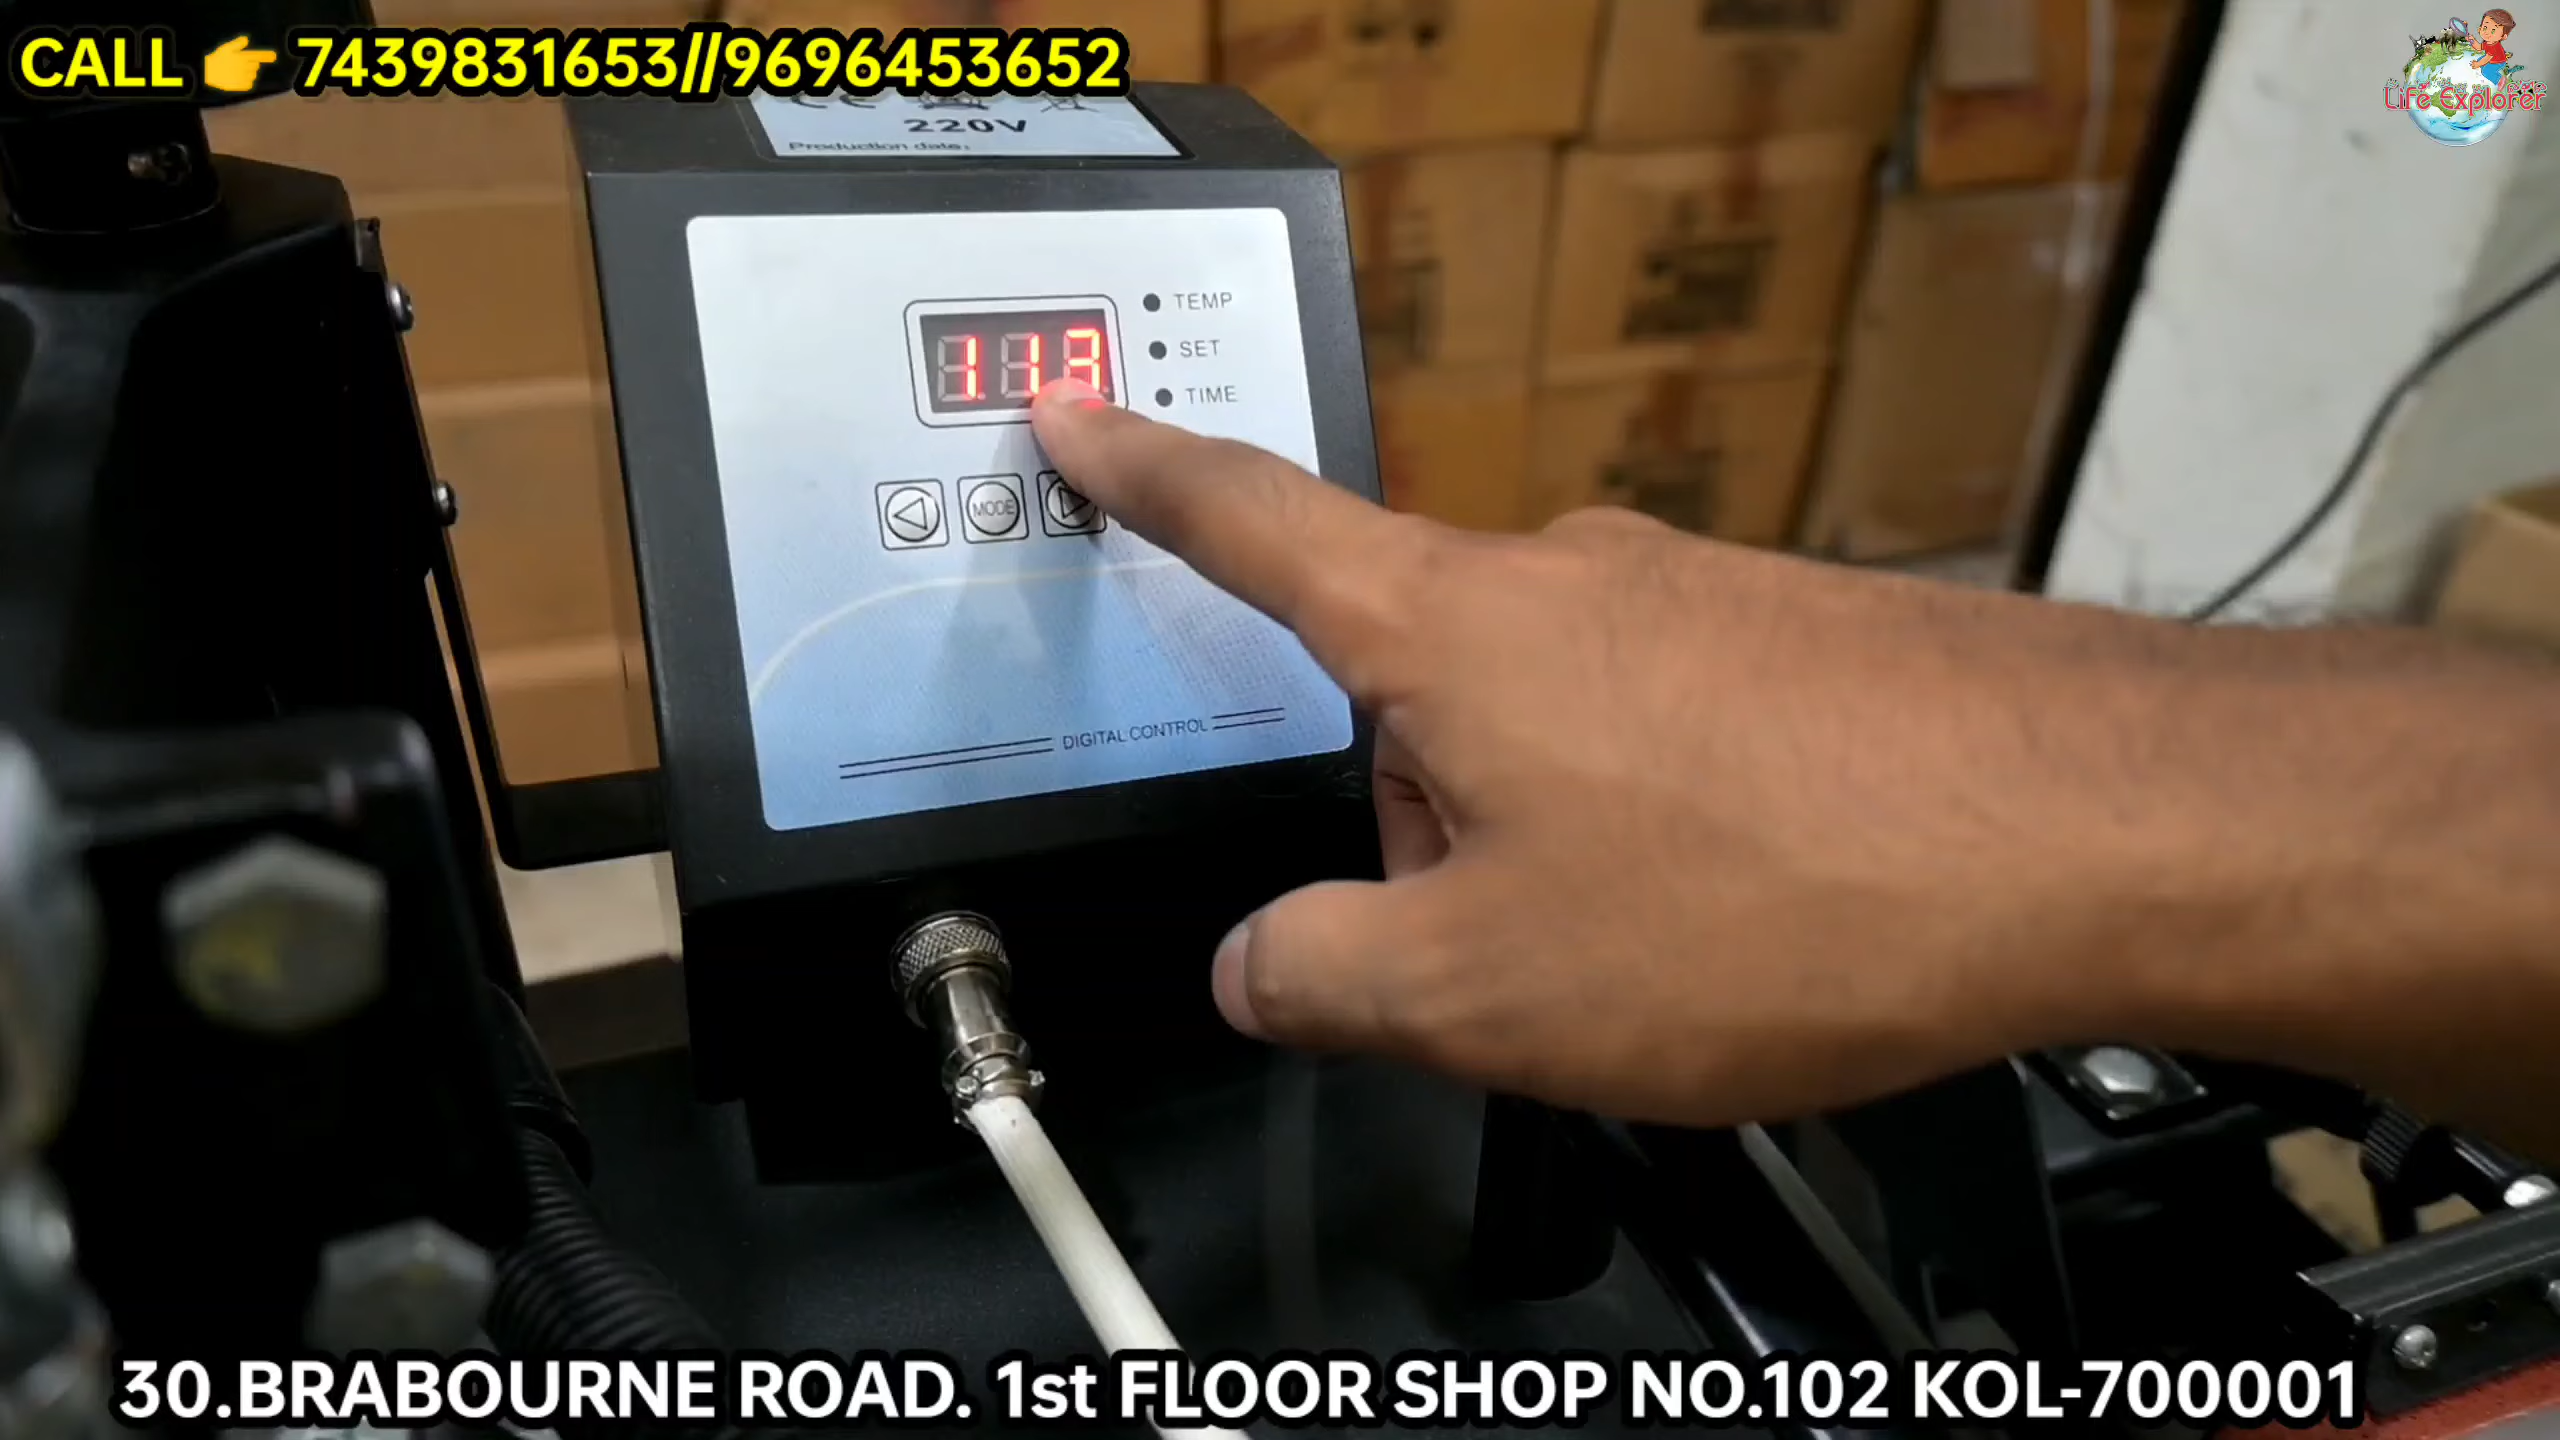 CALL 👉 7439831653//9696453652
LiFe Explorer
CE
220V
Production date:
113
TEMP
SET
TIME
MODE
DIGITAL CONTROL
30.BRABOURNE ROAD. 1st FLOOR SHOP NO.102 KOL-700001